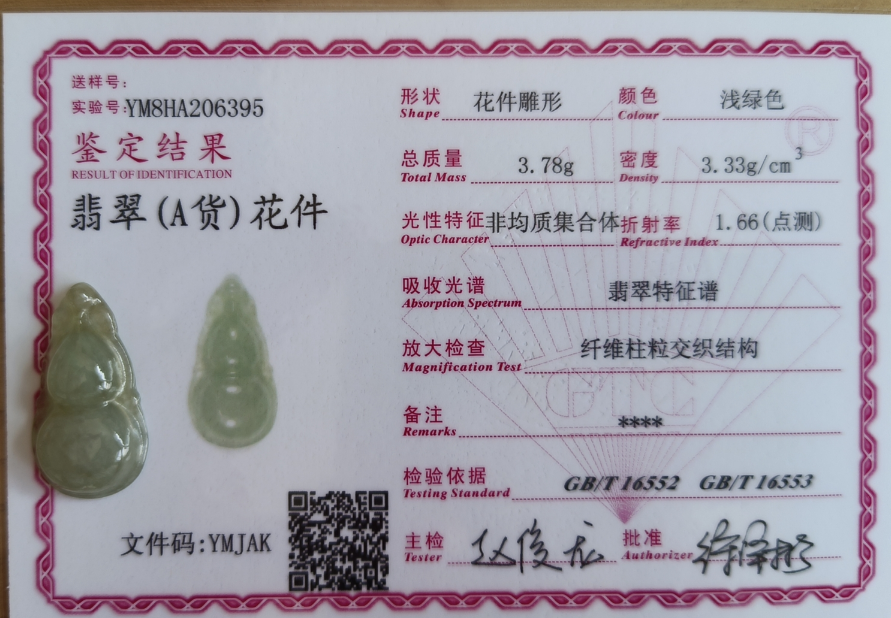 送样号:
实验号:YM8HA206395
鉴定结果
RESULT OF IDENTIFICATION
翡翠(A货)花件
文件码:YMJAK
形状 花件雕形 颜色 浅绿色
Shape Colour
总质量 3.78g 密度 3.33g/cm³
Total Mass Density
光性特征 非均质集合体 折射率 1.66(点测)
Optic Character Refractive Index
吸收光谱 翡翠特征谱
Absorption Spectrum
放大检查 纤维柱粒交织结构
Magnification Test
GTC
备注 ****
Remarks
检验依据 GB/T 16552 GB/T 16553
Testing Standard
主检 赵俊龙 批准
Tester Authorizer
®